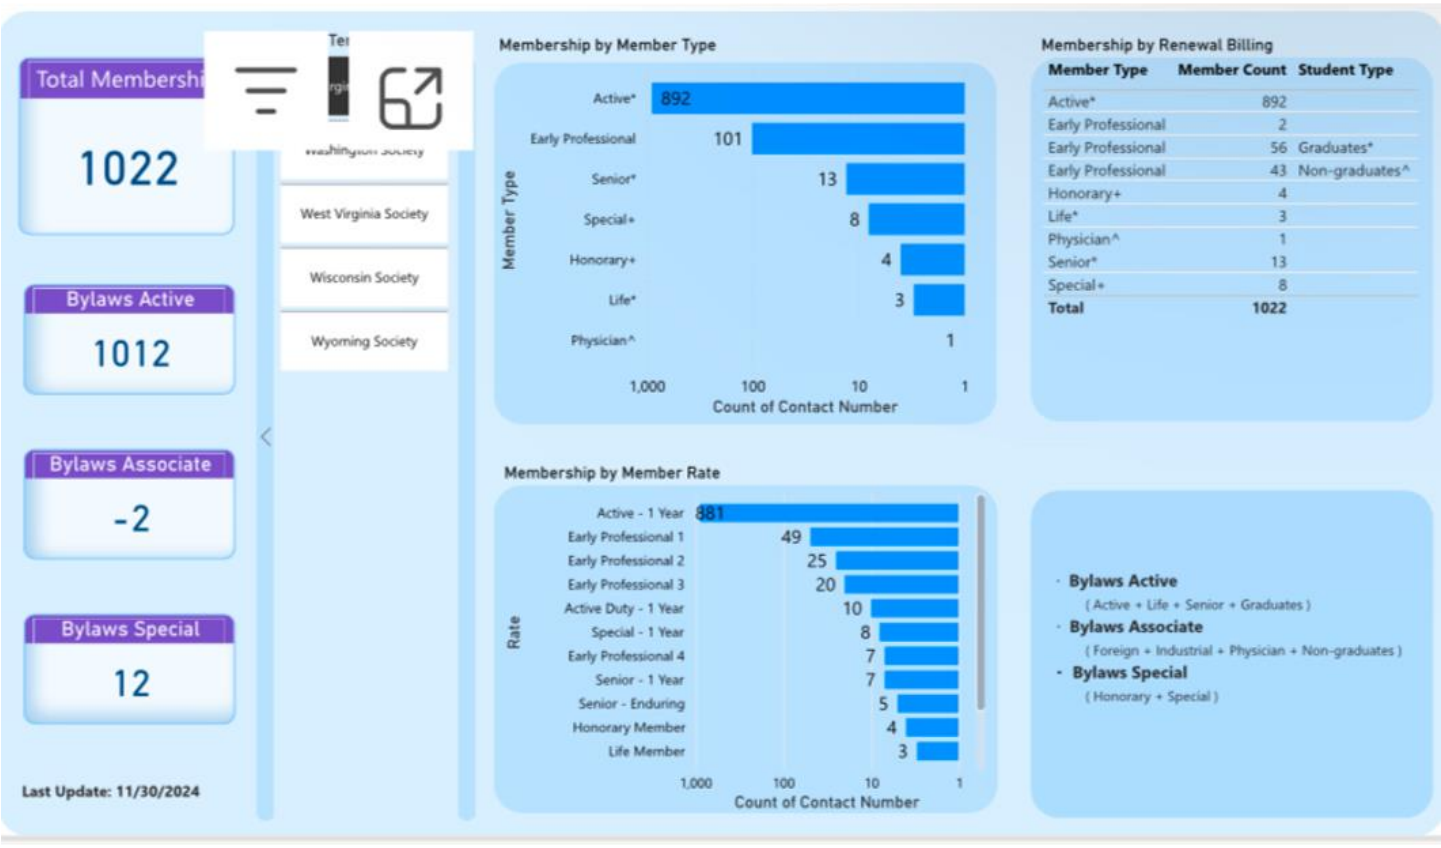 Total Membershi
1022
Bylaws Active
1012
Bylaws Associate
-2
Bylaws Special
12
Last Update: 11/30/2024
Washington Society
West Virginia Society
Wisconsin Society
Wyoming Society
Membership by Member Type
Member Type
Active* 892
Early Professional 101
Senior* 13
Special+ 8
Honorary+ 4
Life* 3
Physician^ 1
1,000 100 10 1
Count of Contact Number
Membership by Renewal Billing
Member Type Member Count Student Type
Active* 892
Early Professional 2
Early Professional 56 Graduates*
Early Professional 43 Non-graduates^
Honorary+ 4
Life* 3
Physician^ 1
Senior* 13
Special+ 8
Total 1022
Membership by Member Rate
Rate
Active - 1 Year 881
Early Professional 1 49
Early Professional 2 25
Early Professional 3 20
Active Duty - 1 Year 10
Special - 1 Year 8
Early Professional 4 7
Senior - 1 Year 7
Senior - Enduring 5
Honorary Member 4
Life Member 3
1,000 100 10 1
Count of Contact Number
· Bylaws Active
( Active + Life + Senior + Graduates )
· Bylaws Associate
( Foreign + Industrial + Physician + Non-graduates )
- Bylaws Special
( Honorary + Special )